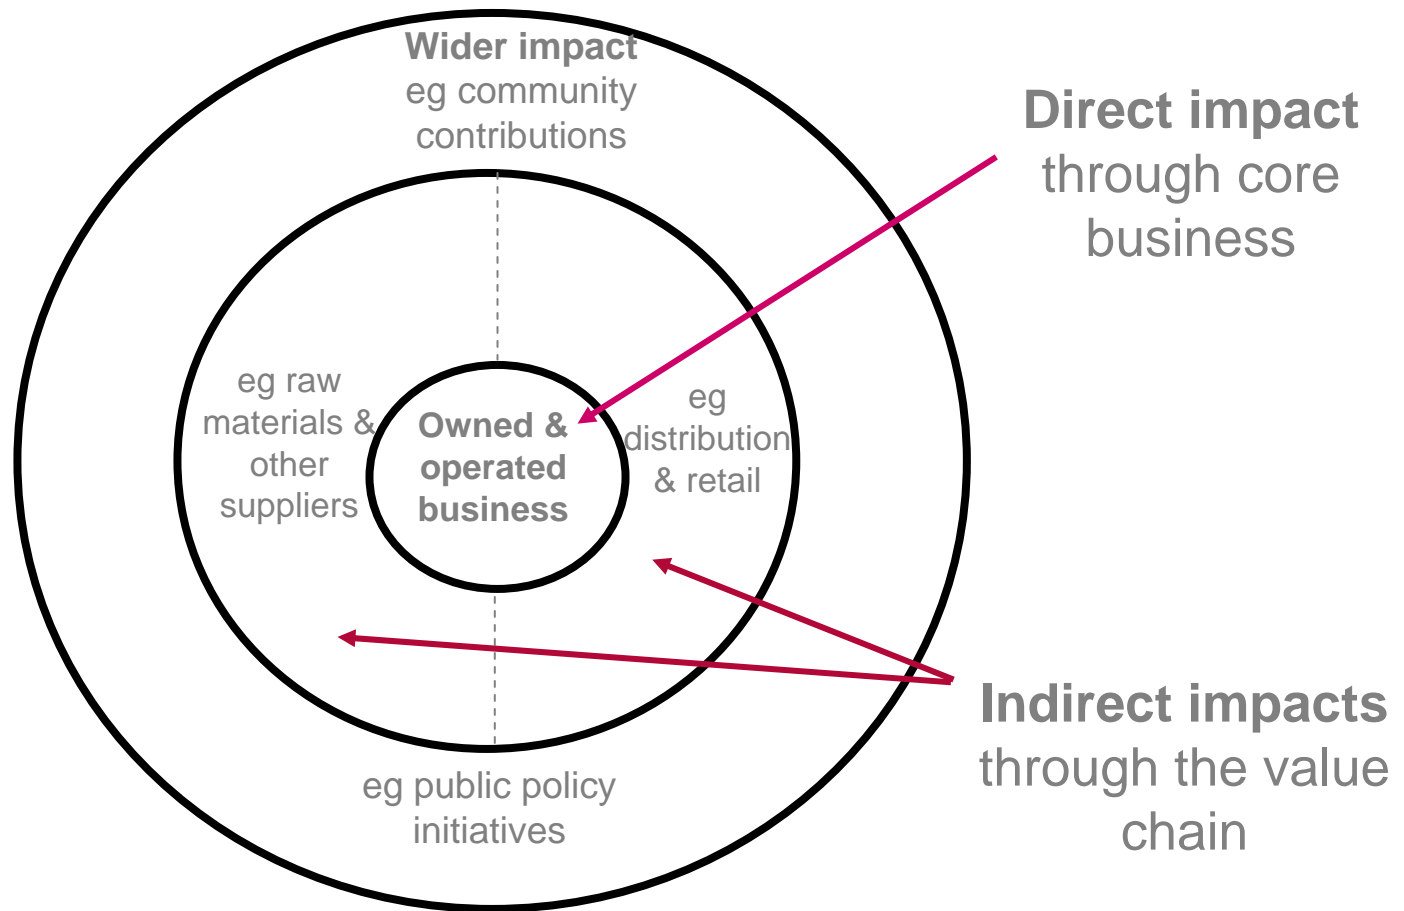 Wider impact
eg community
contributions
Direct impact
through core
business
eg raw
materials &
other
suppliers
Owned &
operated
business
eg
distribution
& retail
Indirect impacts
through the value
chain
eg public policy
initiatives